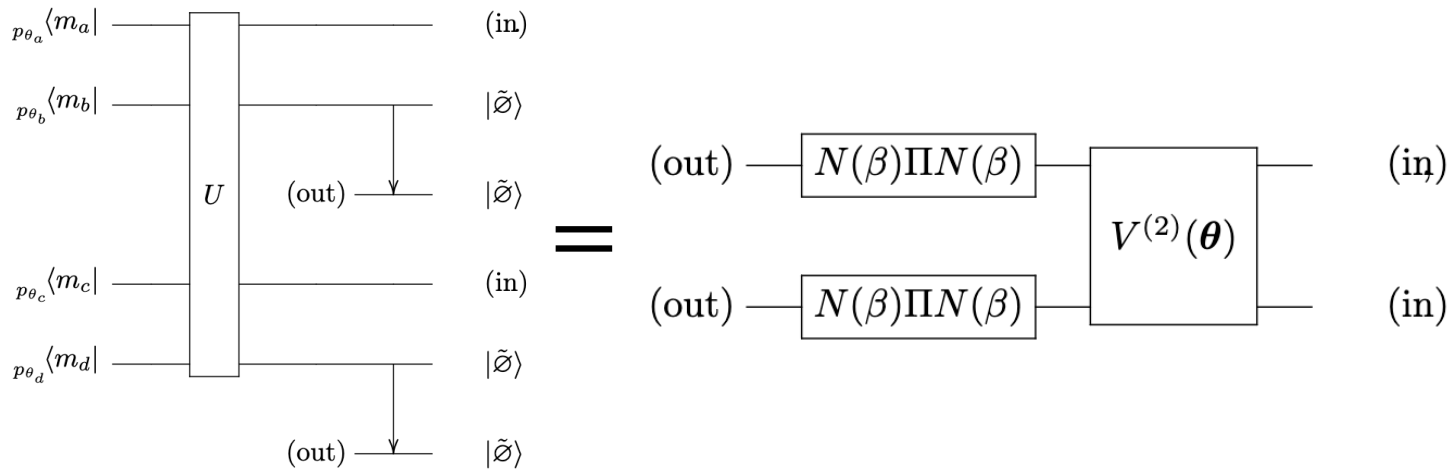 p_{θ_a}⟨m_a| (in.)
p_{θ_b}⟨m_b| |∅̃⟩
U (out) |∅̃⟩
p_{θ_c}⟨m_c| (in)
p_{θ_d}⟨m_d| |∅̃⟩
(out) |∅̃⟩
=
(out) N(β)ΠN(β) (in,)
V^{(2)}(θ)
(out) N(β)ΠN(β) (in)